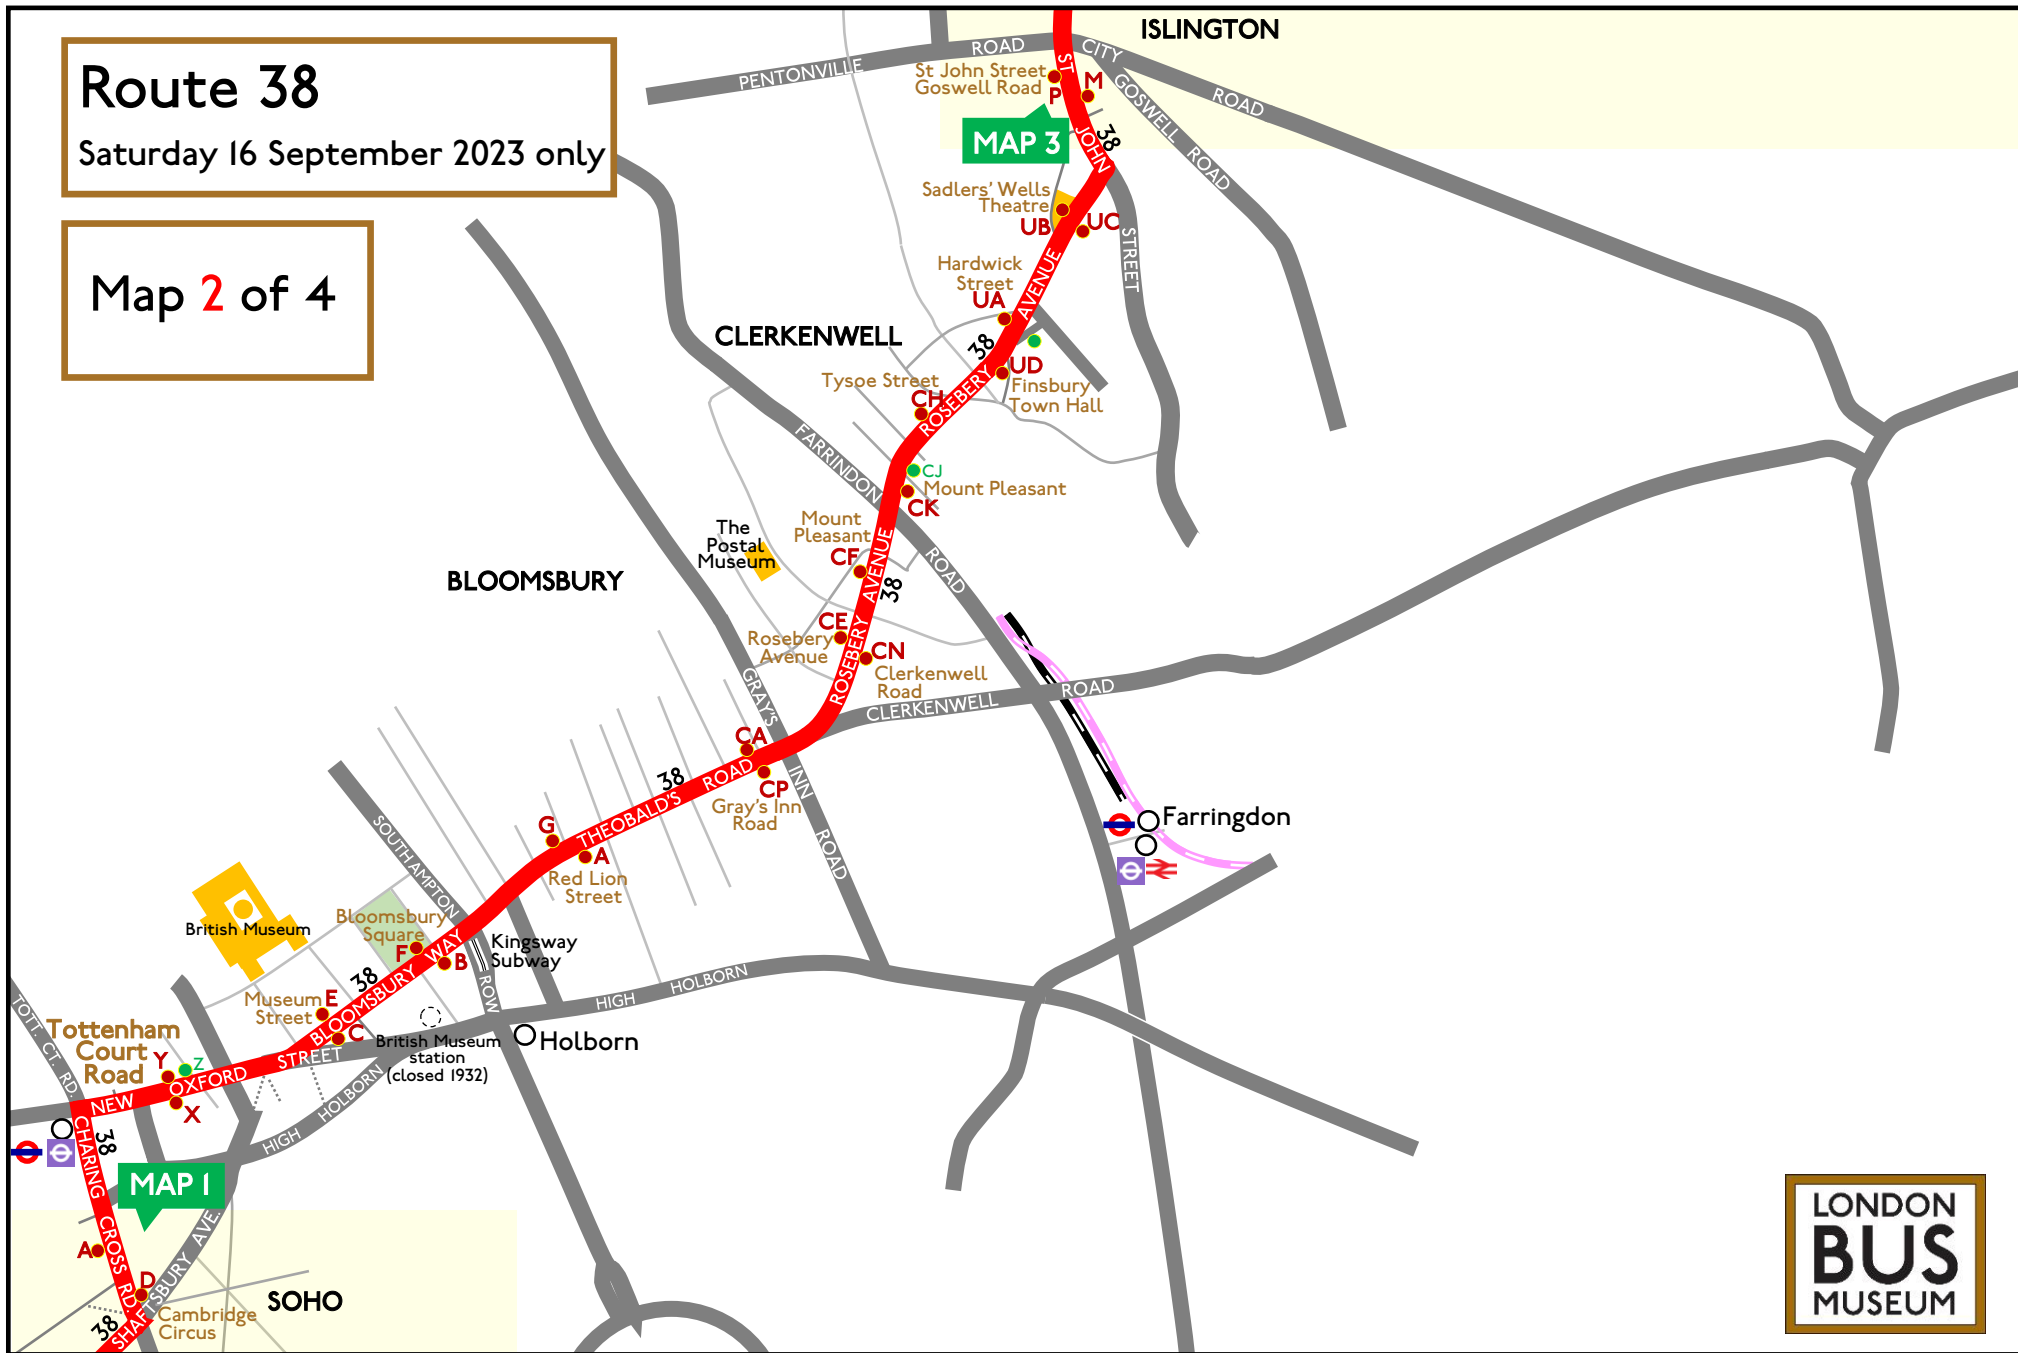 Route 38
Saturday 16 September 2023 only
Map 2 of 4
ISLINGTON
PENTONVILLE
ROAD
CITY
ROAD
GOSWELL ROAD
ST
JOHN
STREET
38
St John Street
Goswell Road
P
M
MAP 3
Sadlers' Wells
Theatre
UB
UC
Hardwick
Street
UA
AVENUE
ROSEBERY
38
UD
Finsbury
Town Hall
CLERKENWELL
Tysoe Street
CH
CJ
Mount Pleasant
CK
FARRINGDON
ROAD
Mount
Pleasant
CF
The
Postal
Museum
BLOOMSBURY
AVENUE
38
ROSEBERY
CE
Rosebery
Avenue
CN
Clerkenwell
Road
CLERKENWELL
ROAD
GRAY'S
INN
ROAD
CA
CP
Gray's Inn
Road
38
THEOBALD'S ROAD
G
A
Red Lion
Street
Farringdon
SOUTHAMPTON
ROW
British Museum
Bloomsbury
Square
F
B
Kingsway
Subway
38
BLOOMSBURY WAY
Museum
Street
E
C
British Museum
station
(closed 1932)
HIGH HOLBORN
Holborn
TOTT. CT. RD.
Tottenham
Court
Road
Y
Z
X
NEW OXFORD STREET
HIGH HOLBORN
38
CHARING CROSS RD.
MAP 1
A
D
SHAFTSBURY AVE.
38
Cambridge
Circus
SOHO
LONDON
BUS
MUSEUM